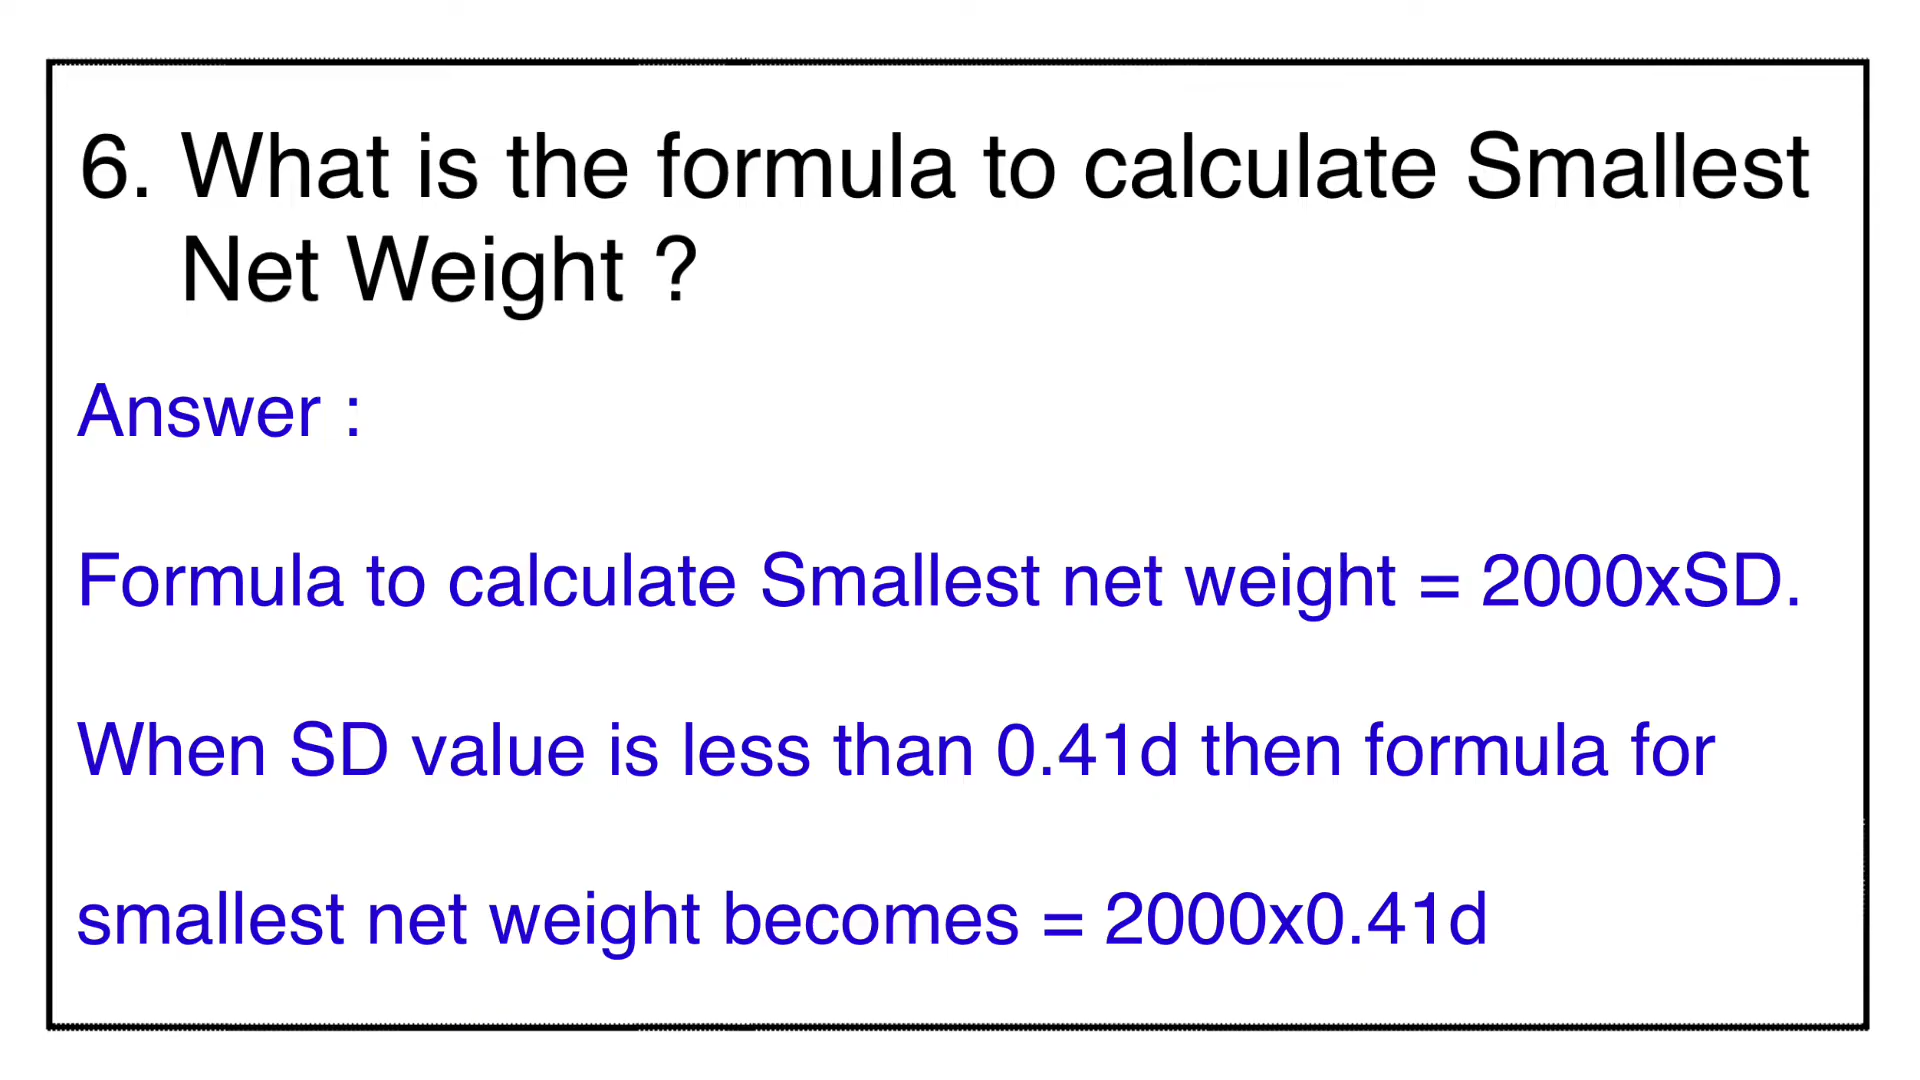 6. What is the formula to calculate Smallest
Net Weight ?
Answer :
Formula to calculate Smallest net weight = 2000xSD.
When SD value is less than 0.41d then formula for
smallest net weight becomes = 2000x0.41d